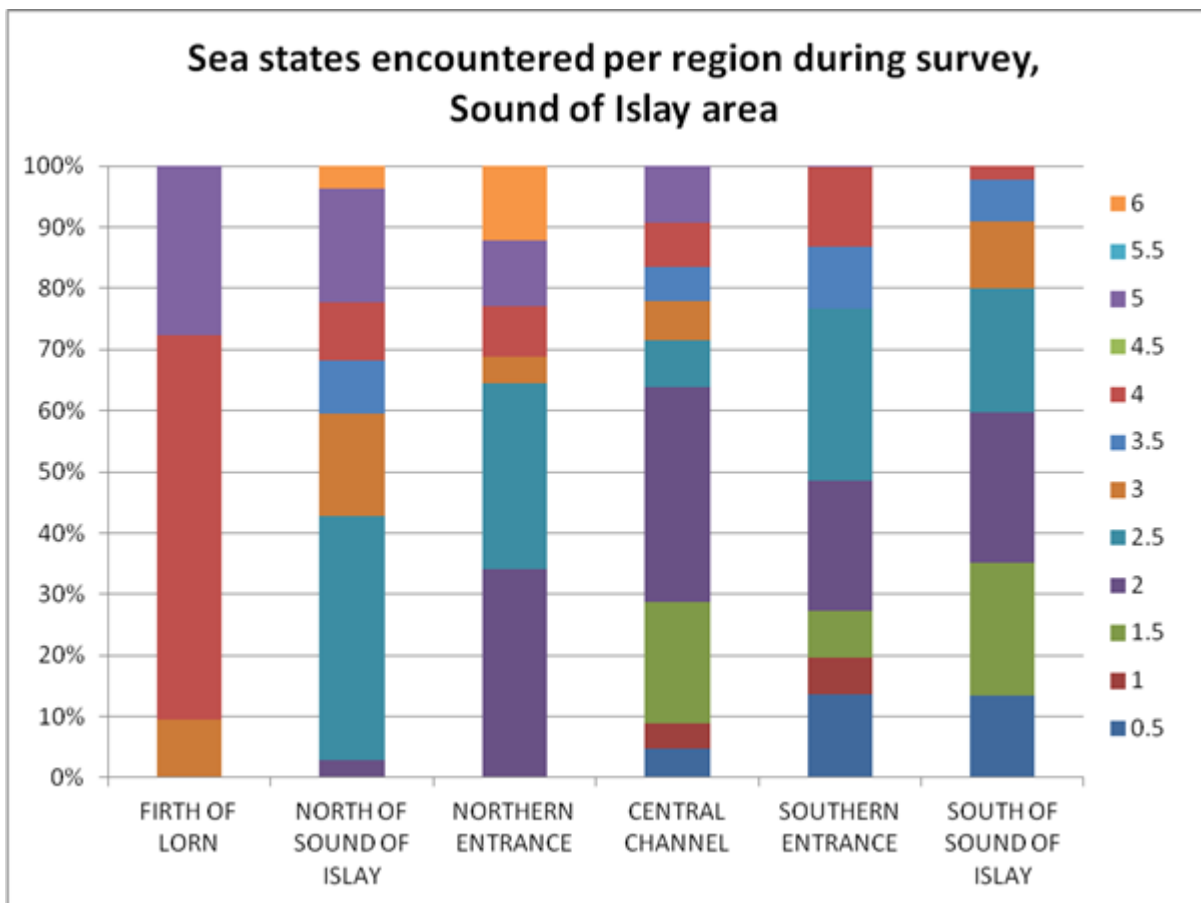 Sea states encountered per region during survey,
Sound of Islay area
100%
90%
80%
70%
60%
50%
40%
30%
20%
10%
0%
6
5.5
5
4.5
4
3.5
3
2.5
2
1.5
1
0.5
FIRTH OF
LORN
NORTH OF
SOUND OF
ISLAY
NORTHERN
ENTRANCE
CENTRAL
CHANNEL
SOUTHERN
ENTRANCE
SOUTH OF
SOUND OF
ISLAY